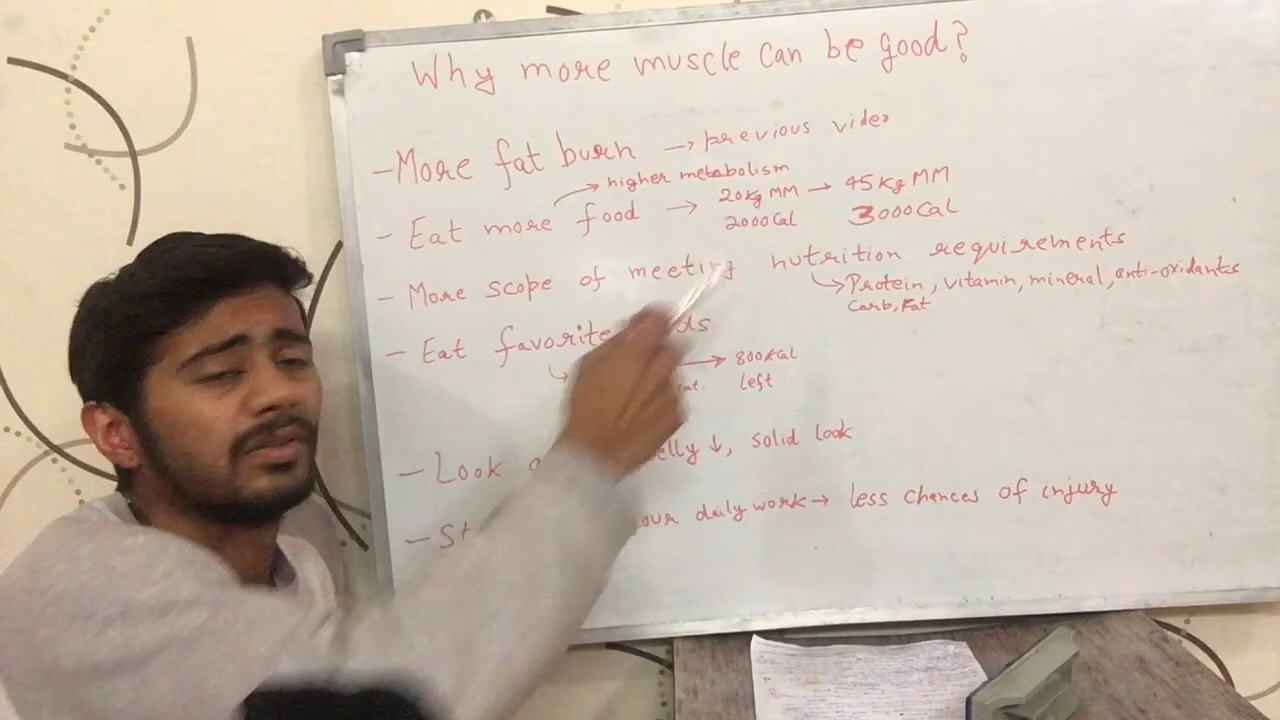 Why more muscle can be good?
- More fat burn → previous video
→ higher metabolism
- Eat more food → 20kg MM → 45kg MM
2000Cal 3000Cal
- More scope of meeting nutrition requirements
→ Protein, vitamin, mineral, anti-oxidants
Carb, Fat
- Eat favorite
→ 800kCal
left
- Look ↓, solid look
- daily work → less chances of injury